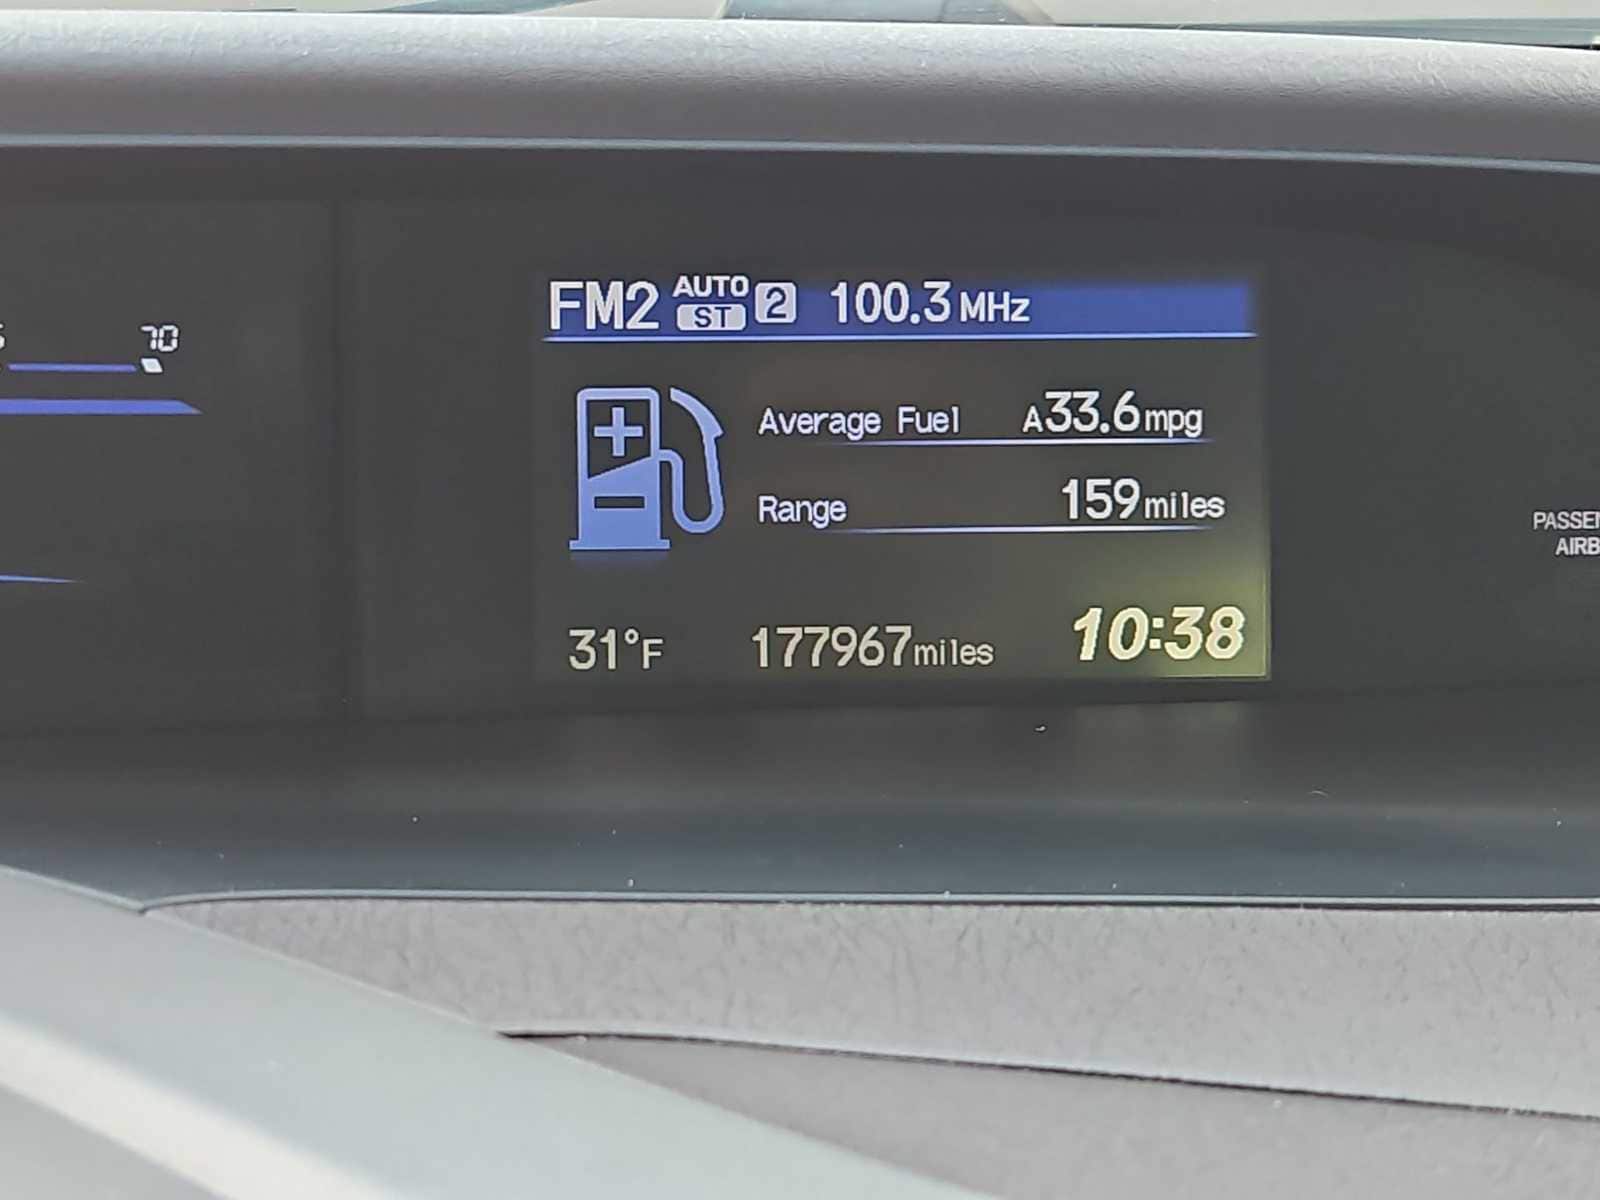 FM2 AUTO ST 2 100.3 MHz
70
Average Fuel A33.6mpg
Range 159miles
31°F 177967miles 10:38